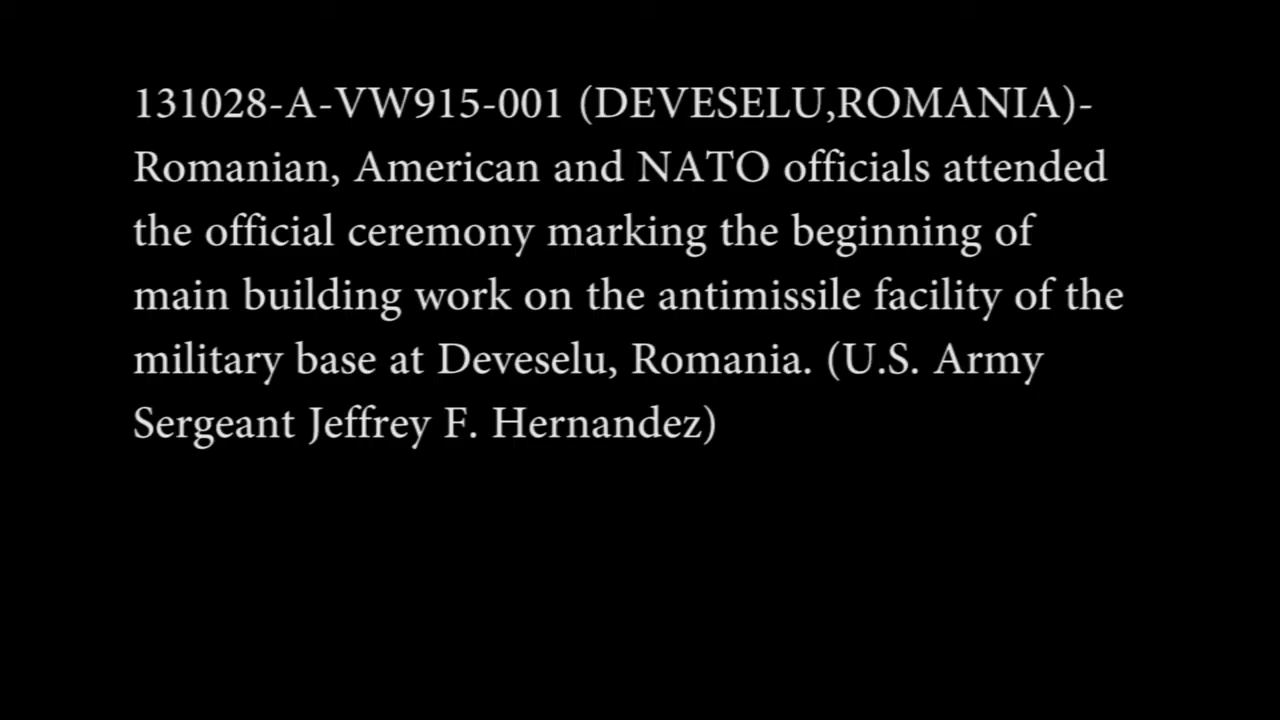 131028-A-VW915-001 (DEVESELU,ROMANIA)-
Romanian, American and NATO officials attended
the official ceremony marking the beginning of
main building work on the antimissile facility of the
military base at Deveselu, Romania. (U.S. Army
Sergeant Jeffrey F. Hernandez)